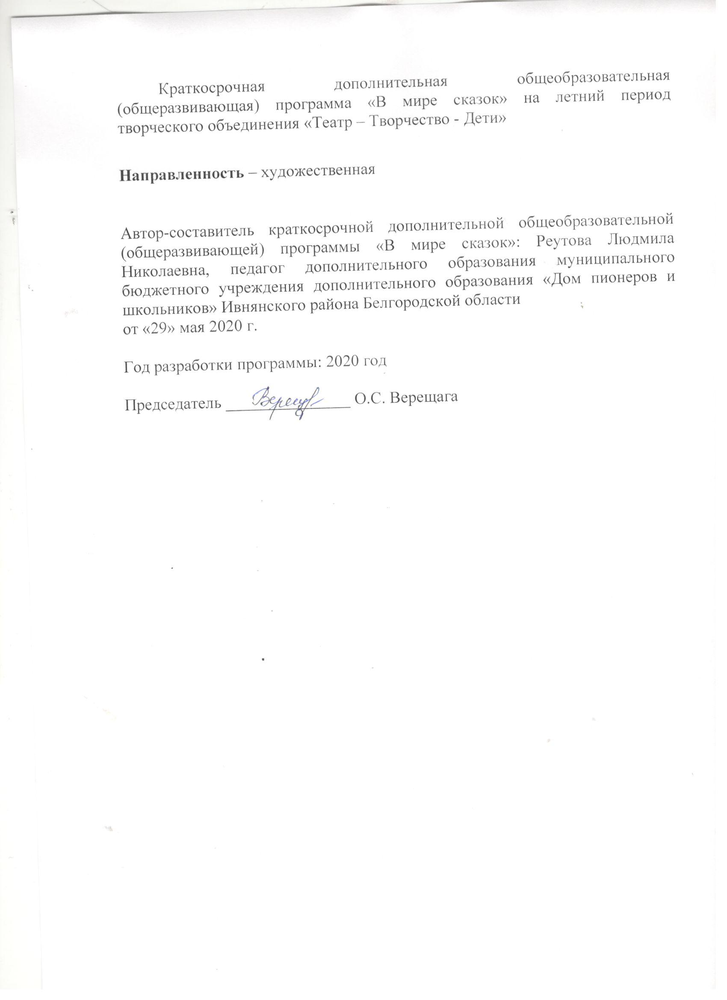 Краткосрочная дополнительная общеобразовательная
(общеразвивающая) программа «В мире сказок» на летний период
творческого объединения «Театр – Творчество - Дети»
Направленность – художественная
Автор-составитель краткосрочной дополнительной общеобразовательной
(общеразвивающей) программы «В мире сказок»: Реутова Людмила
Николаевна, педагог дополнительного образования муниципального
бюджетного учреждения дополнительного образования «Дом пионеров и
школьников» Ивнянского района Белгородской области
от «29» мая 2020 г.
Год разработки программы: 2020 год
Председатель ______________ О.С. Верещага